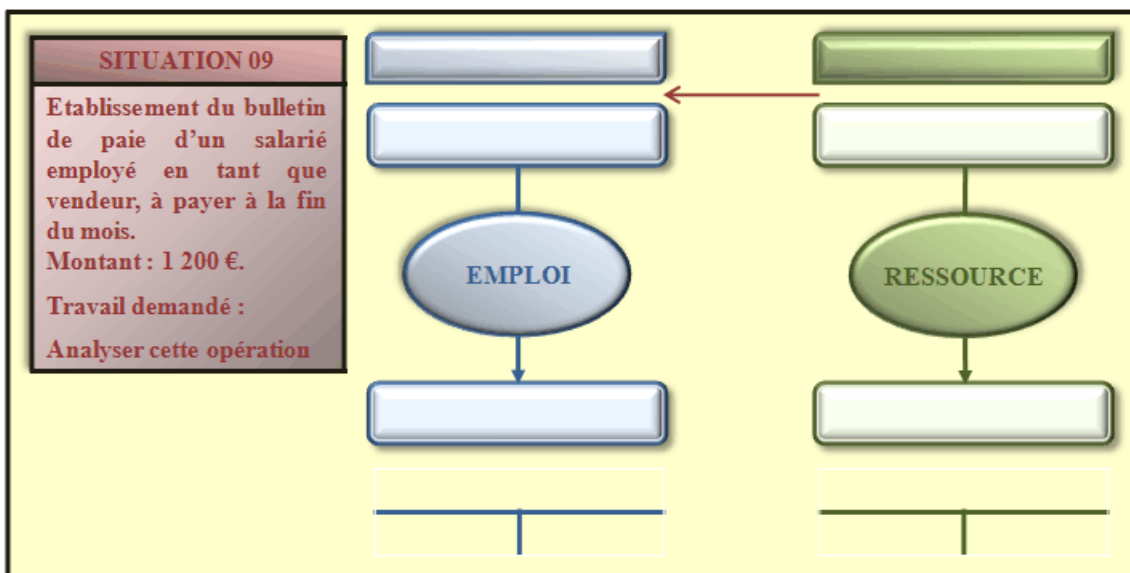 SITUATION 09
Etablissement du bulletin
de paie d'un salarié
employé en tant que
vendeur, à payer à la fin
du mois.
Montant : 1 200 €.
Travail demandé :
Analyser cette opération
EMPLOI
RESSOURCE